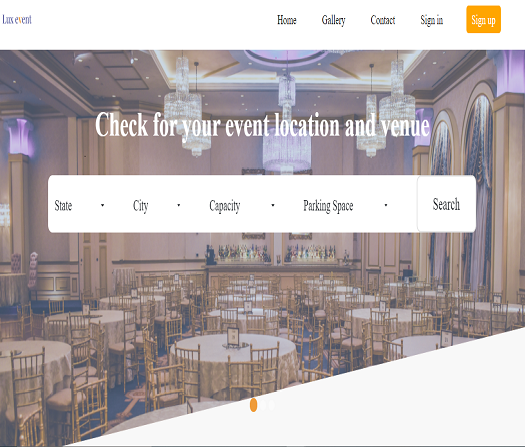 Lux event
Home Gallery Contact Sign in Sign up
Check for your event location and venue
State City Capacity Parking Space Search